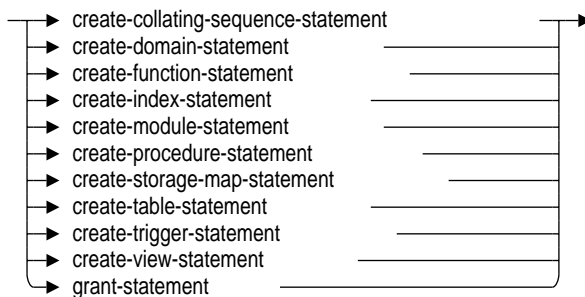 create-collating-sequence-statement
create-domain-statement
create-function-statement
create-index-statement
create-module-statement
create-procedure-statement
create-storage-map-statement
create-table-statement
create-trigger-statement
create-view-statement
grant-statement